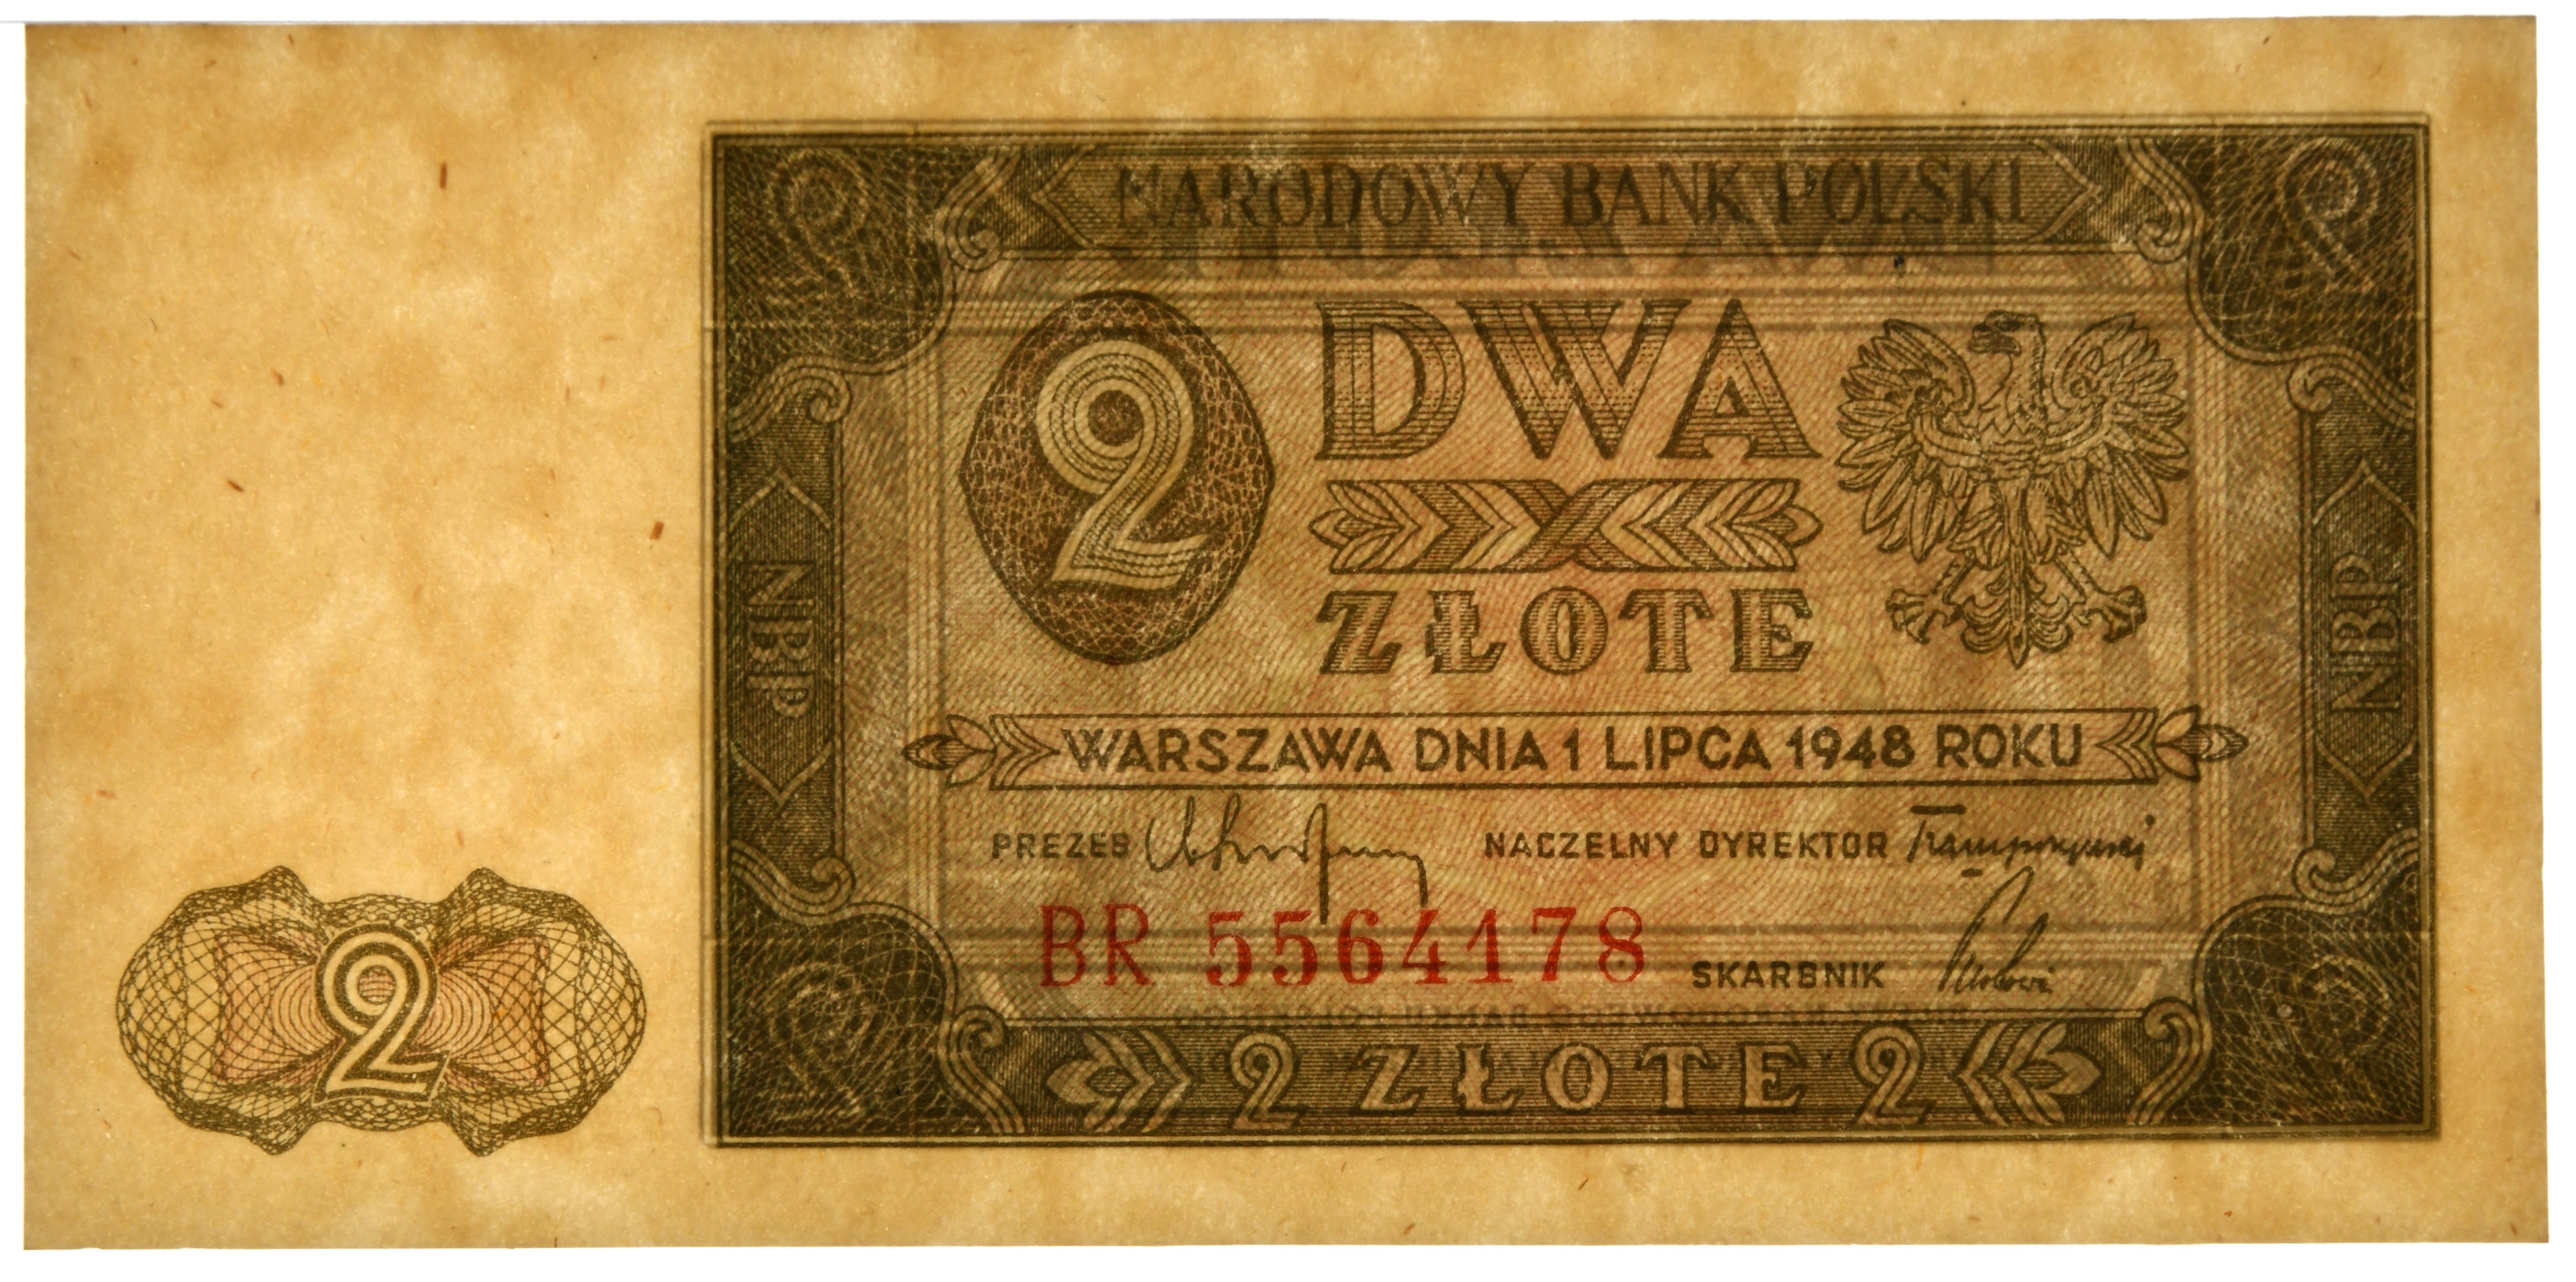 NARODOWY BANK POLSKI
2 DWA
ZŁOTE
NBP
NBP
WARSZAWA DNIA 1 LIPCA 1948 ROKU
PREZES NACZELNY DYREKTOR
BR 5564178
SKARBNIK
2 ZŁOTE 2
2